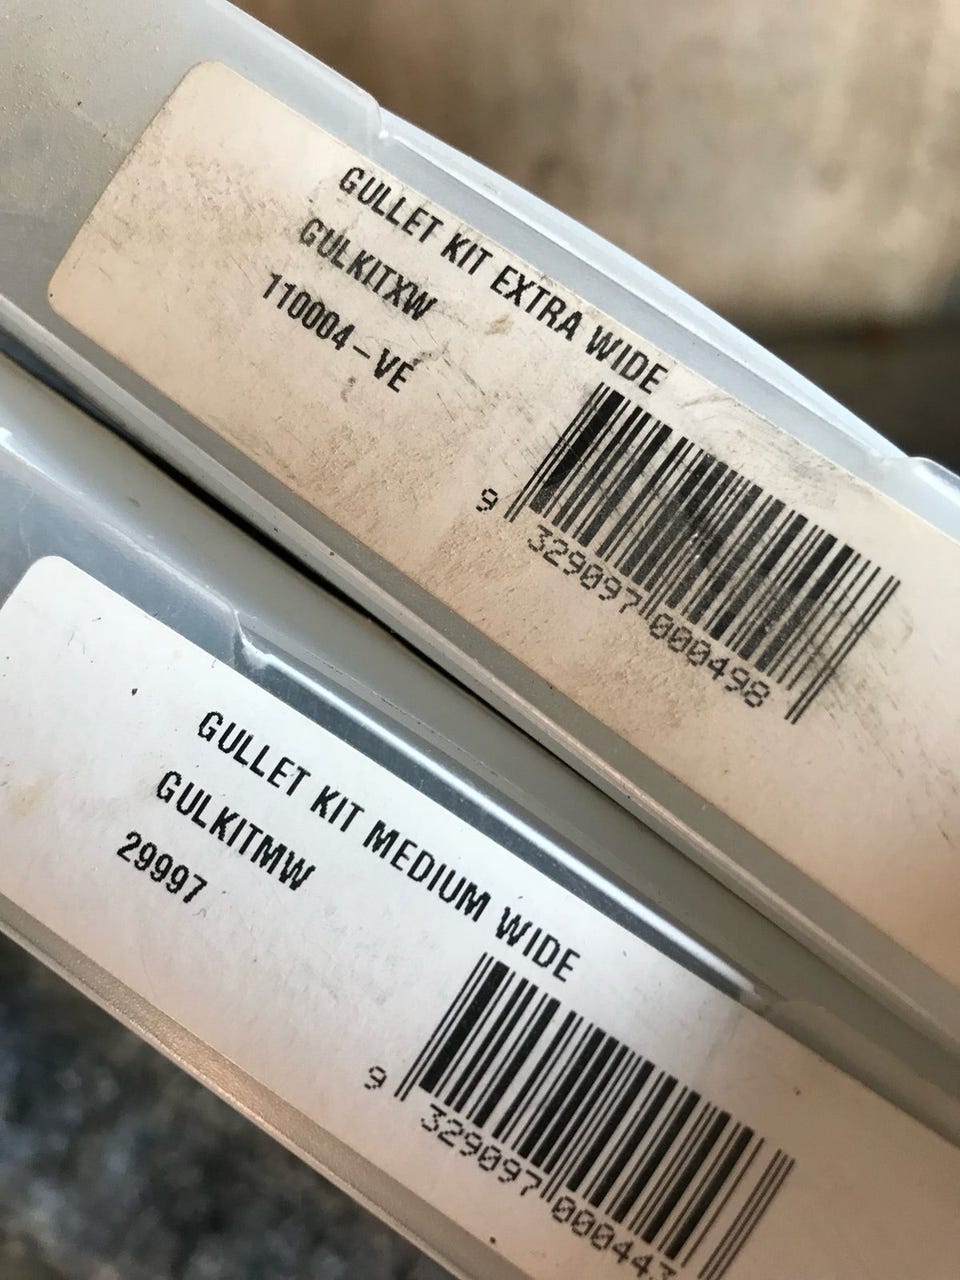 GULLET KIT EXTRA WIDE
GULKITXW
110004-VE
9 329097 000498
GULLET KIT MEDIUM WIDE
GULKITMW
29997
9 329097 000443